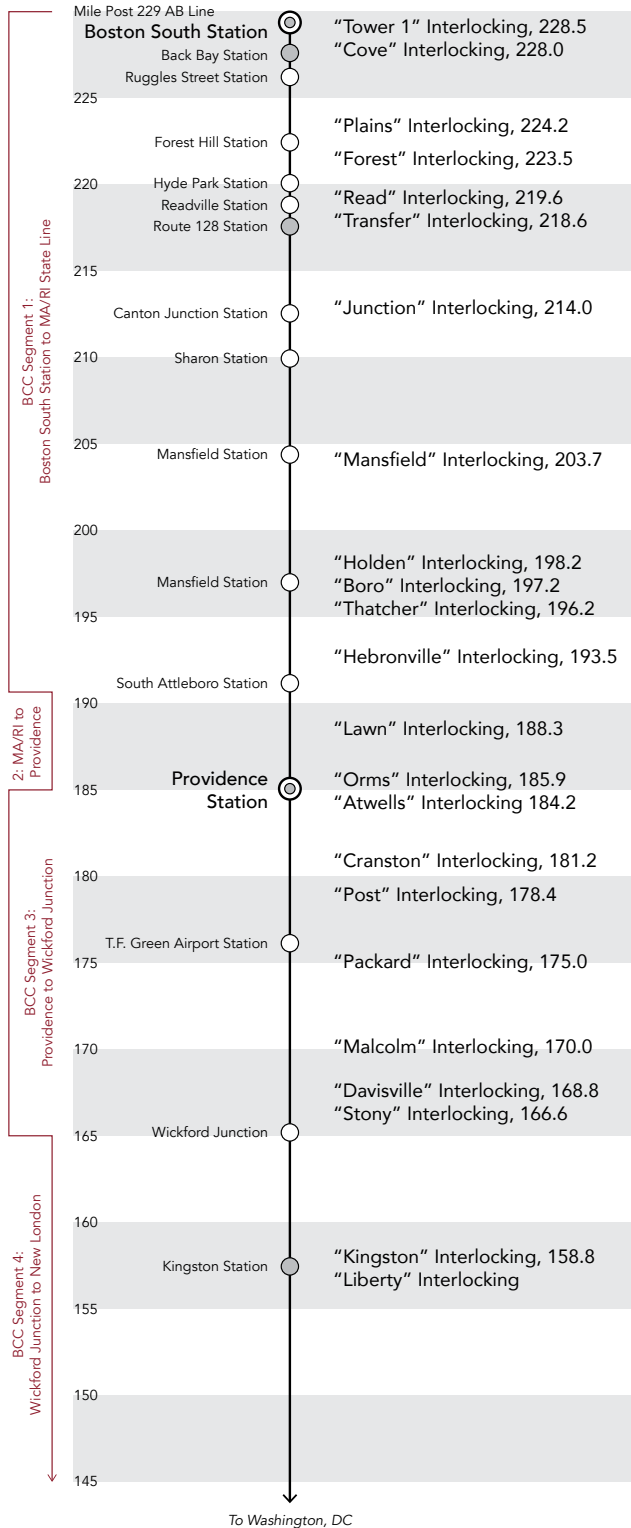 Mile Post 229 AB Line
Boston South Station
"Tower 1" Interlocking, 228.5
Back Bay Station
"Cove" Interlocking, 228.0
Ruggles Street Station
225
"Plains" Interlocking, 224.2
Forest Hill Station
"Forest" Interlocking, 223.5
Hyde Park Station
220
Readville Station
"Read" Interlocking, 219.6
Route 128 Station
"Transfer" Interlocking, 218.6
215
Canton Junction Station
"Junction" Interlocking, 214.0
210
Sharon Station
205
Mansfield Station
"Mansfield" Interlocking, 203.7
200
"Holden" Interlocking, 198.2
Mansfield Station
"Boro" Interlocking, 197.2
"Thatcher" Interlocking, 196.2
195
"Hebronville" Interlocking, 193.5
South Attleboro Station
190
"Lawn" Interlocking, 188.3
Providence
Station
"Orms" Interlocking, 185.9
185
"Atwells" Interlocking 184.2
"Cranston" Interlocking, 181.2
180
"Post" Interlocking, 178.4
T.F. Green Airport Station
175
"Packard" Interlocking, 175.0
170
"Malcolm" Interlocking, 170.0
"Davisville" Interlocking, 168.8
"Stony" Interlocking, 166.6
Wickford Junction
165
160
Kingston Station
"Kingston" Interlocking, 158.8
"Liberty" Interlocking
155
150
145
To Washington, DC
BCC Segment 1:
Boston South Station to MA/RI State Line
2: MA/RI to
Providence
BCC Segment 3:
Providence to Wickford Junction
BCC Segment 4:
Wickford Junction to New London